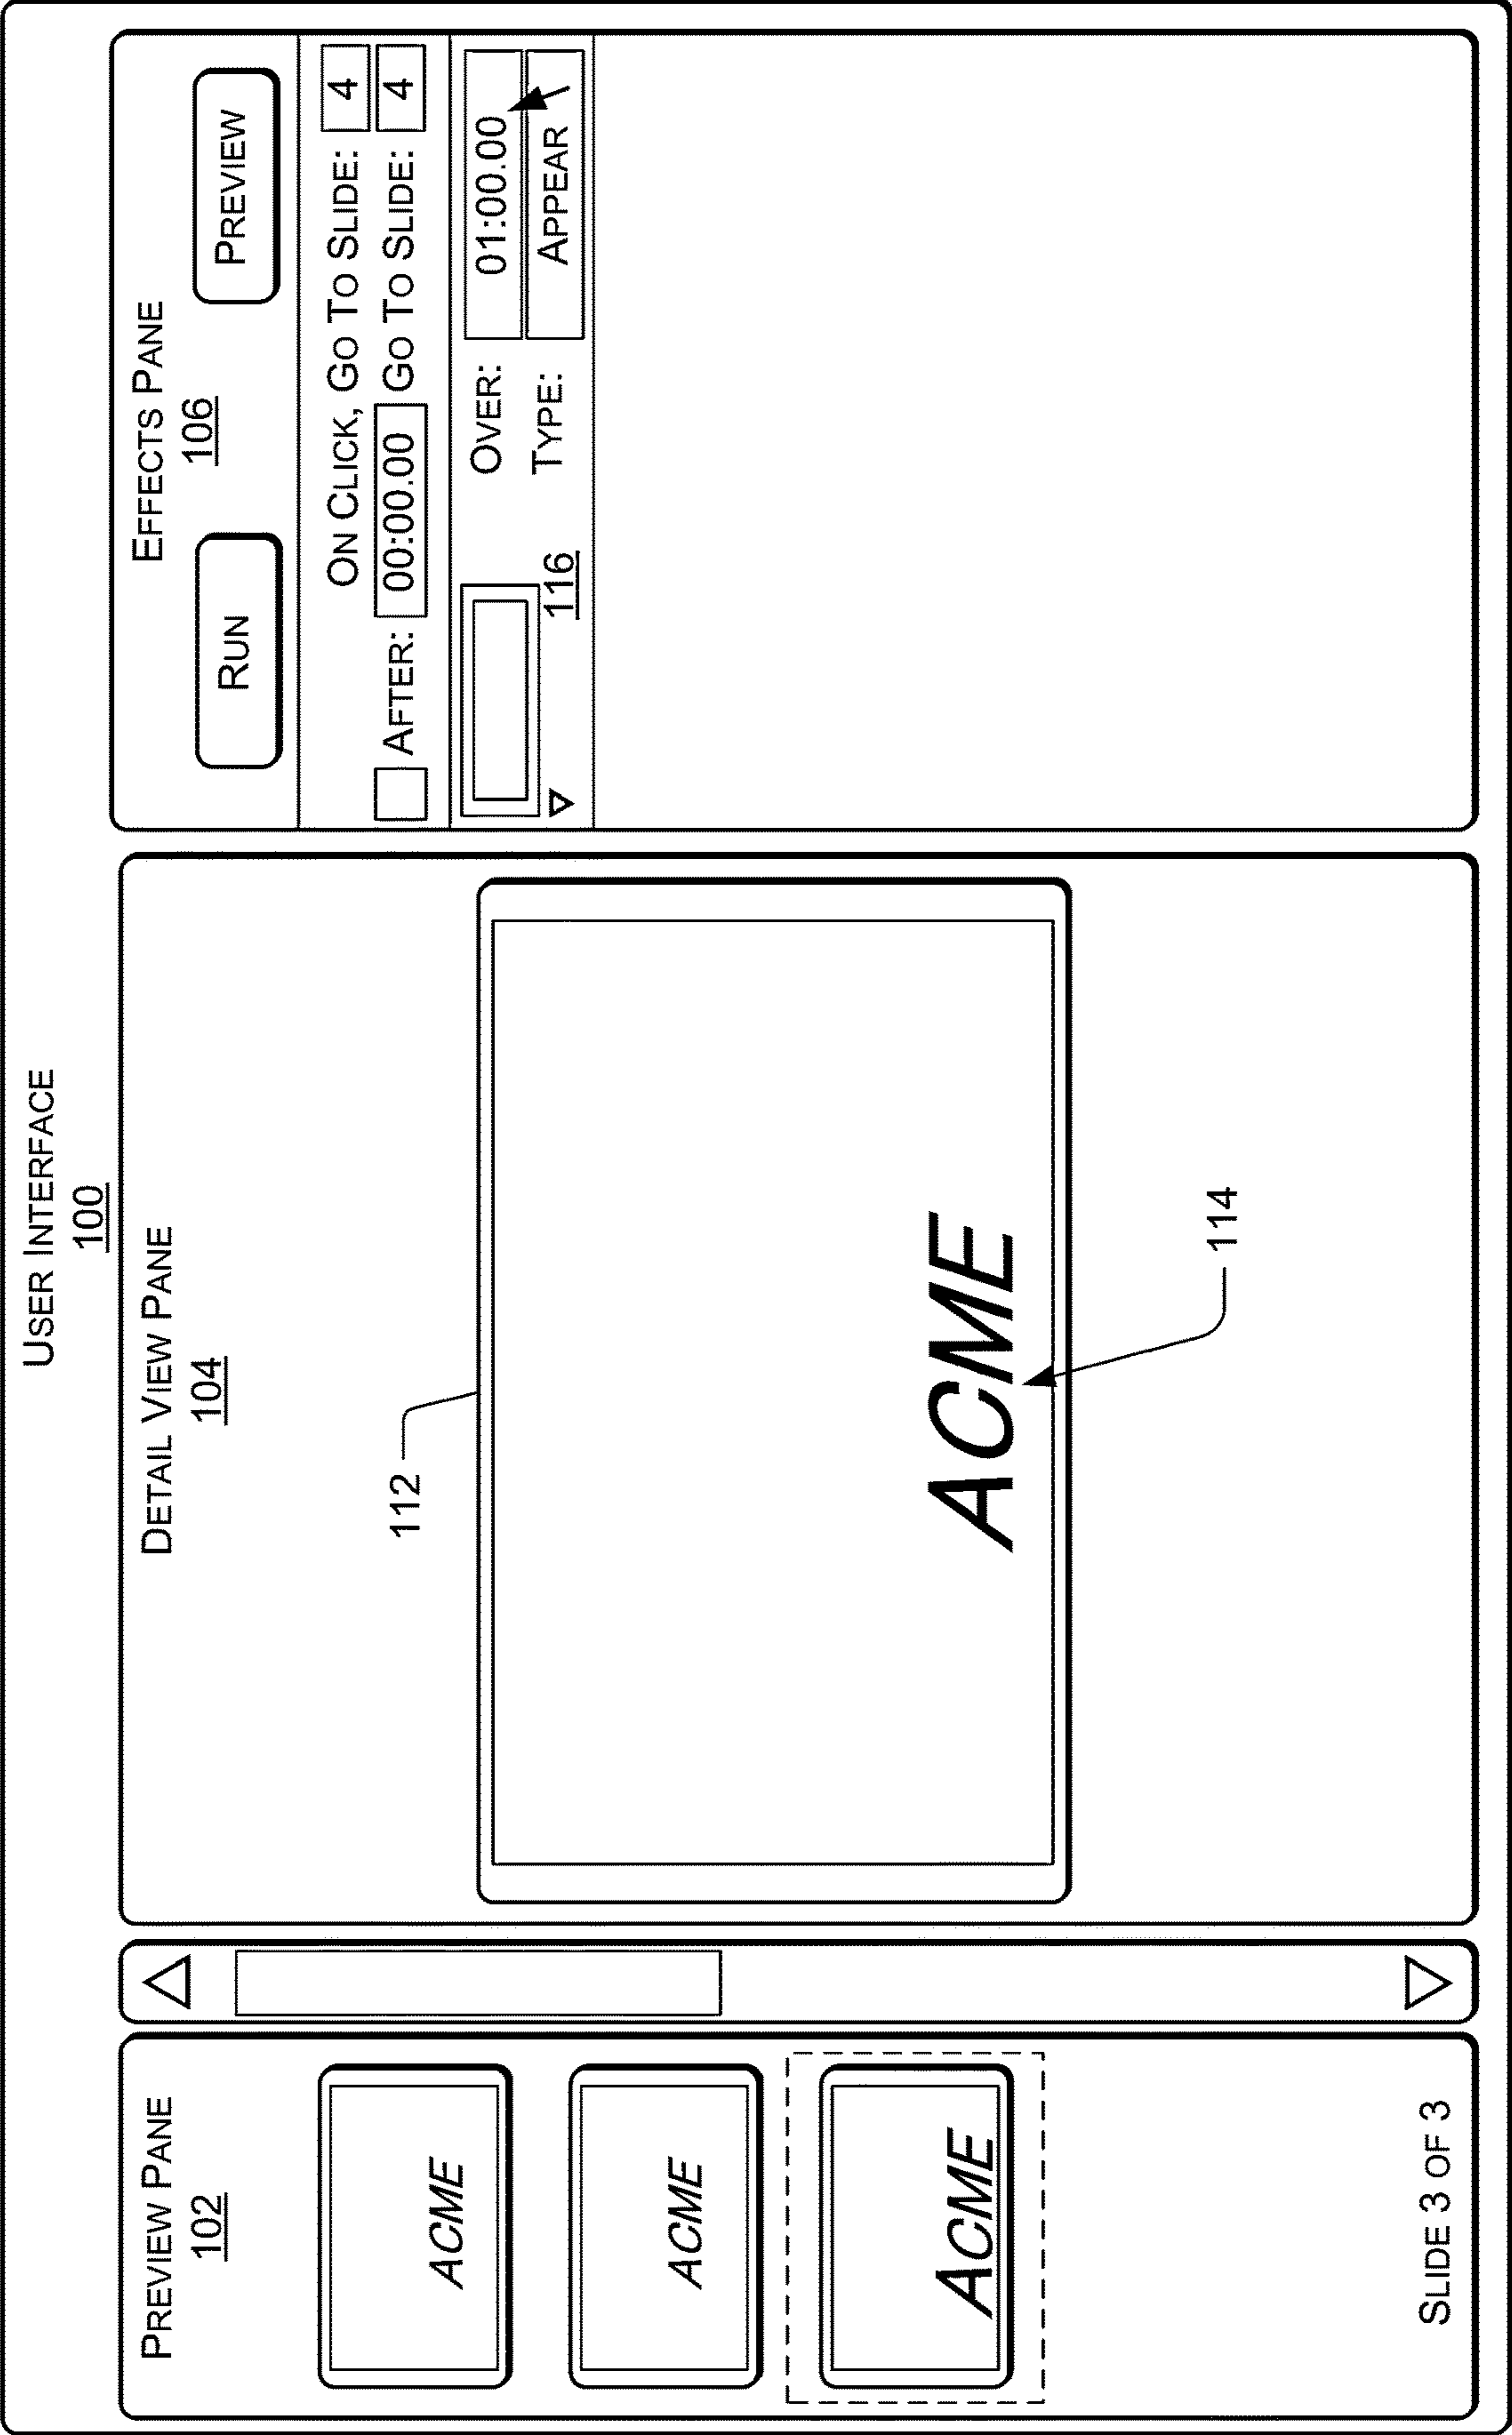 USER INTERFACE
100
PREVIEW PANE
102
ACME
ACME
ACME
SLIDE 3 OF 3
DETAIL VIEW PANE
104
112
ACME
114
EFFECTS PANE
106
RUN
PREVIEW
ON CLICK, GO TO SLIDE: 4
AFTER: 00:00.00 GO TO SLIDE: 4
OVER: 01:00.00
116 TYPE: APPEAR